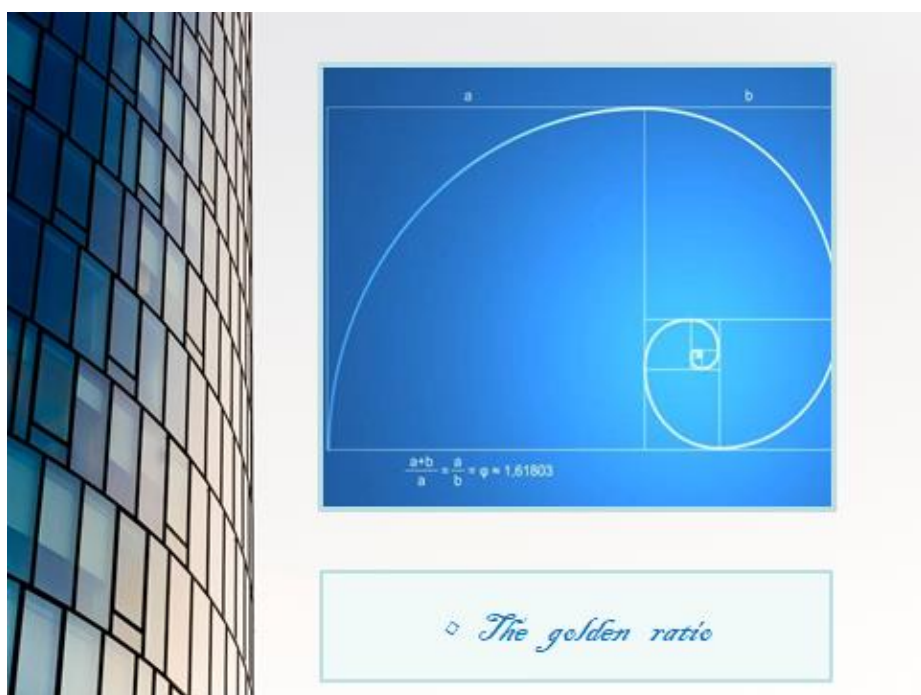 a b
a+b/a = a/b = φ ≈ 1,61803
The golden ratio